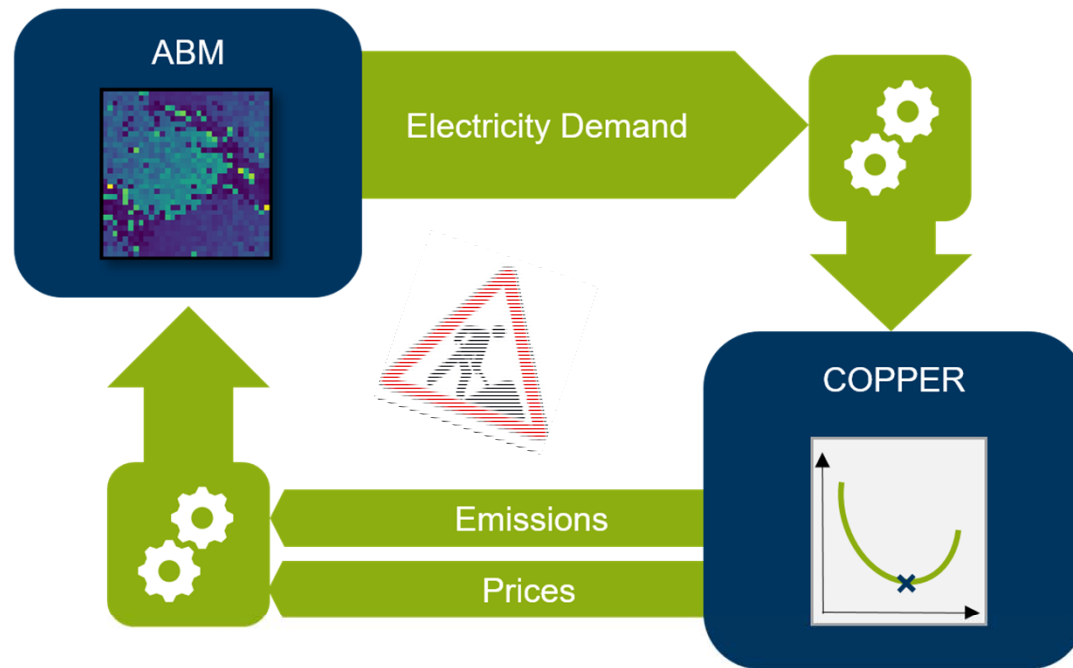 ABM
Electricity Demand
COPPER
Emissions
Prices